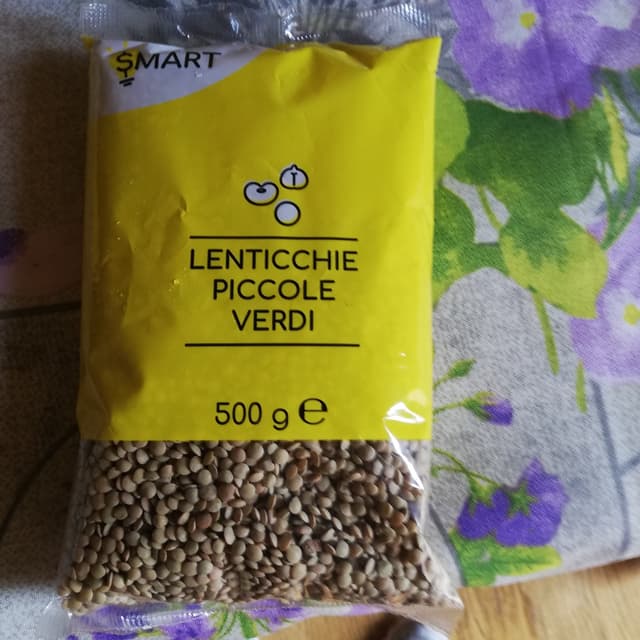 SMART
LENTICCHIE
PICCOLE
VERDI
500 g ℮